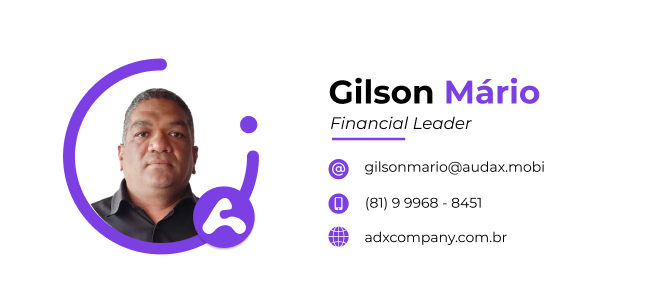 Gilson Mário
Financial Leader
gilsonmario@audax.mobi
(81) 9 9968 - 8451
adxcompany.com.br